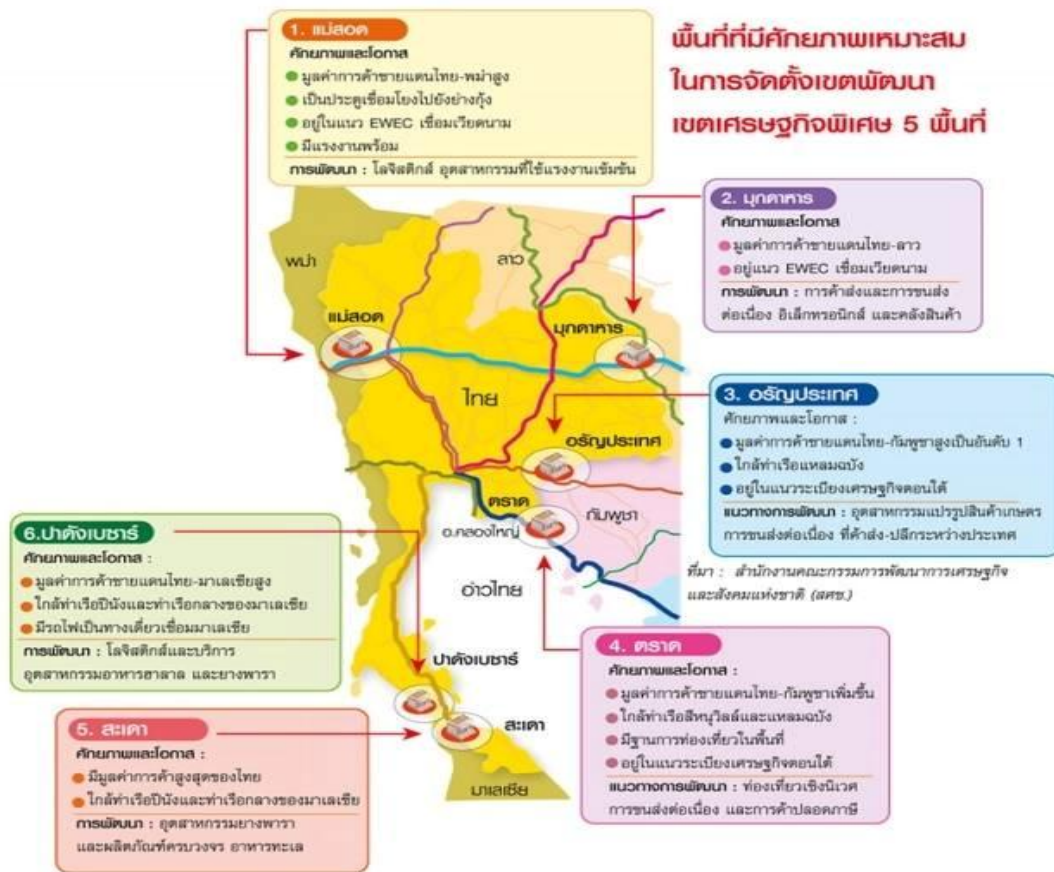 พื้นที่ที่มีศักยภาพเหมาะสม
ในการจัดตั้งเขตพัฒนา
เขตเศรษฐกิจพิเศษ 5 พื้นที่
1. แม่สอด
ศักยภาพและโอกาส
มูลค่าการค้าชายแดนไทย-พม่าสูง
เป็นประตูเชื่อมโยงไปยังย่างกุ้ง
อยู่ในแนว EWEC เชื่อมเวียดนาม
มีแรงงานพร้อม
การพัฒนา : โลจิสติกส์ อุตสาหกรรมที่ใช้แรงงานเข้มข้น
2. มุกดาหาร
ศักยภาพและโอกาส
มูลค่าการค้าชายแดนไทย-ลาว
อยู่แนว EWEC เชื่อมเวียดนาม
การพัฒนา : การค้าส่งและการขนส่ง
ต่อเนื่อง อิเล็กทรอนิกส์ และคลังสินค้า
พม่า
ลาว
แม่สอด
มุกดาหาร
ไทย
อรัญประเทศ
ตราด
กัมพูชา
อ.คลองใหญ่
อ่าวไทย
ปาดังเบซาร์
สะเดา
มาเลเซีย
3. อรัญประเทศ
ศักยภาพและโอกาส :
มูลค่าการค้าชายแดนไทย-กัมพูชาสูงเป็นอันดับ 1
ใกล้ท่าเรือแหลมฉบัง
อยู่ในแนวระเบียงเศรษฐกิจตอนใต้
แนวทางการพัฒนา : อุตสาหกรรมแปรรูปสินค้าเกษตร
การขนส่งต่อเนื่อง ที่ค้าส่ง-ปลีกระหว่างประเทศ
ที่มา : สำนักงานคณะกรรมการพัฒนาการเศรษฐกิจ
และสังคมแห่งชาติ (สศช.)
6.ปาดังเบซาร์
ศักยภาพและโอกาส :
มูลค่าการค้าชายแดนไทย-มาเลเซียสูง
ใกล้ท่าเรือปีนังและท่าเรือกลางของมาเลเซีย
มีรถไฟเป็นทางเดี่ยวเชื่อมมาเลเซีย
การพัฒนา : โลจิสติกส์และบริการ
อุตสาหกรรมอาหารฮาลาล และยางพารา
4. ตราด
ศักยภาพและโอกาส :
มูลค่าการค้าชายแดนไทย-กัมพูชาเพิ่มขึ้น
ใกล้ท่าเรือสีหนุวิลล์และแหลมฉบัง
มีฐานการท่องเที่ยวในพื้นที่
อยู่ในแนวระเบียงเศรษฐกิจตอนใต้
แนวทางการพัฒนา : ท่องเที่ยวเชิงนิเวศ
การขนส่งต่อเนื่อง และการค้าปลอดภาษี
5. สะเดา
ศักยภาพและโอกาส :
มีมูลค่าการค้าสูงสุดของไทย
ใกล้ท่าเรือปีนังและท่าเรือกลางของมาเลเซีย
การพัฒนา : อุตสาหกรรมยางพารา
และผลิตภัณฑ์ครบวงจร อาหารทะเล